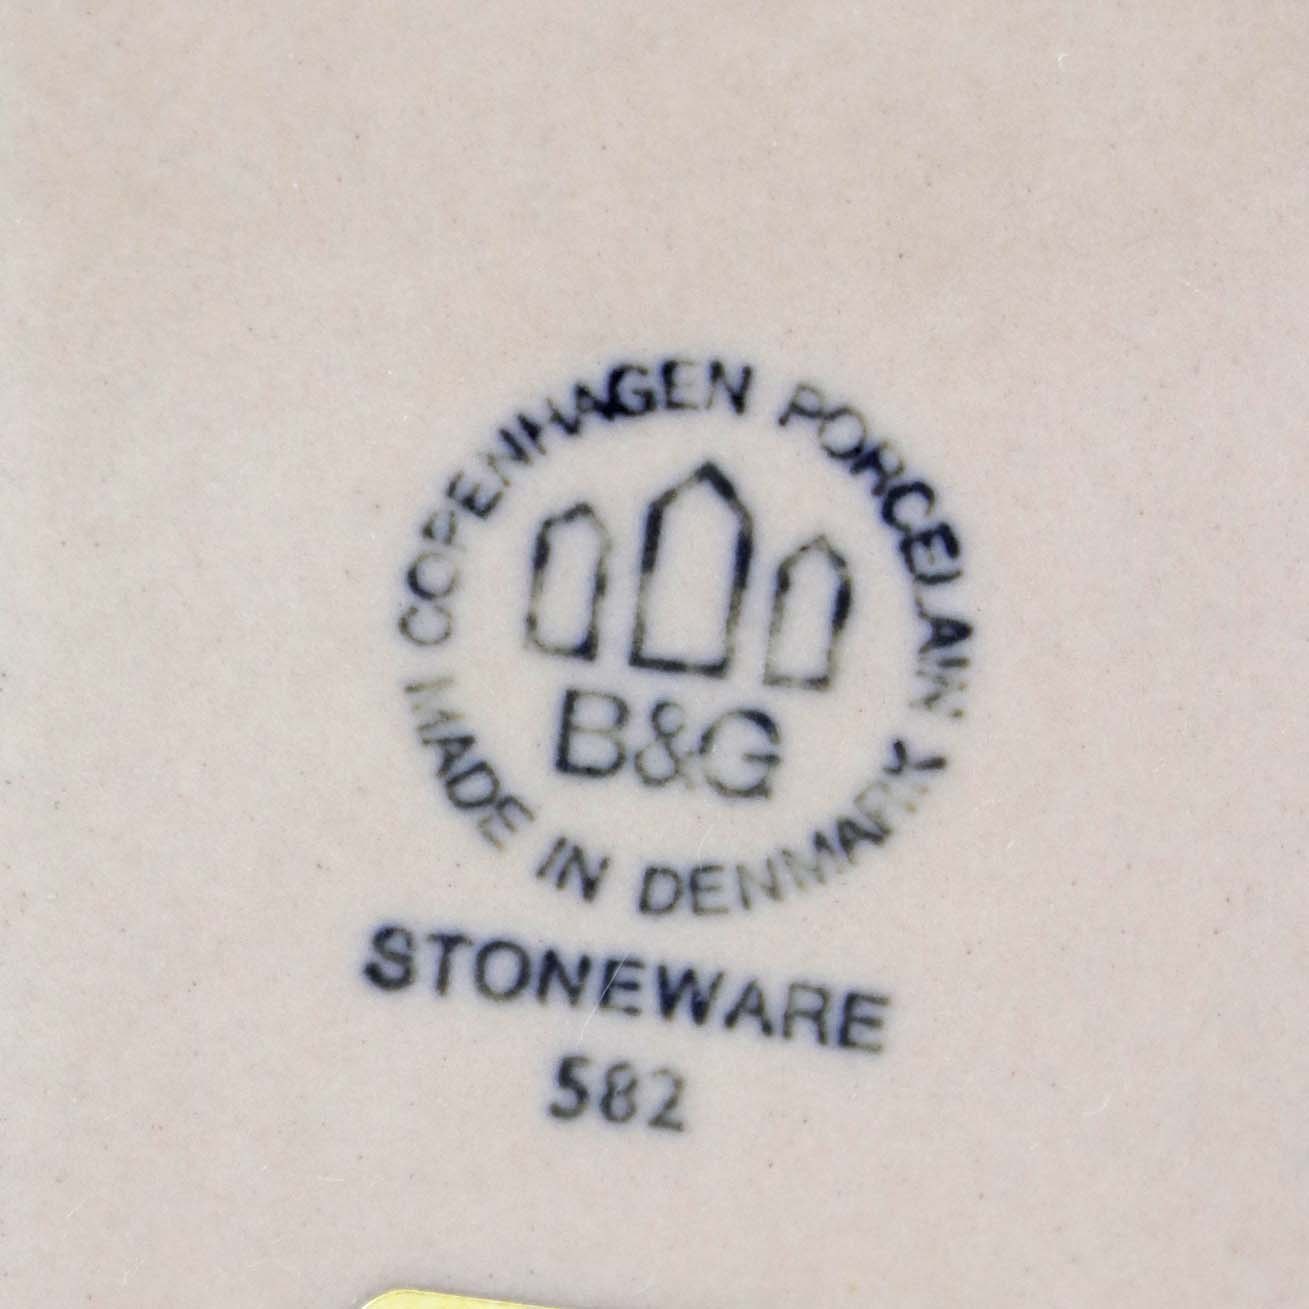 COPENHAGEN PORCELAIN
B&G
MADE IN DENMARK
STONEWARE
582